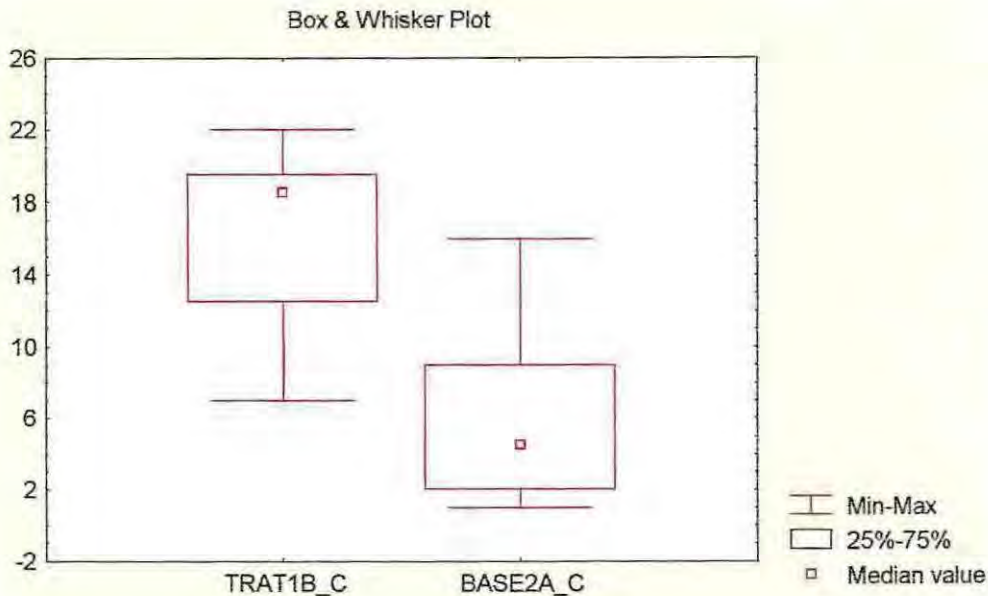 Box & Whisker Plot
26
22
18
14
10
6
2
-2
TRAT1B_C
BASE2A_C
Min-Max
25%-75%
Median value